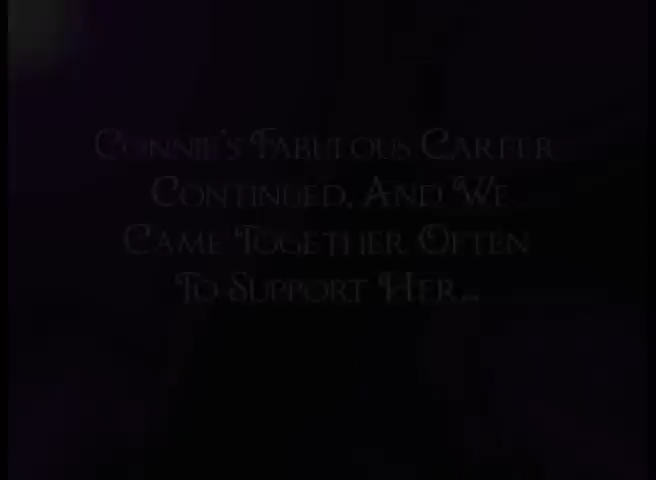 Connie's Fabulous Career
Continued, And We
Came Together Often
To Support Her...